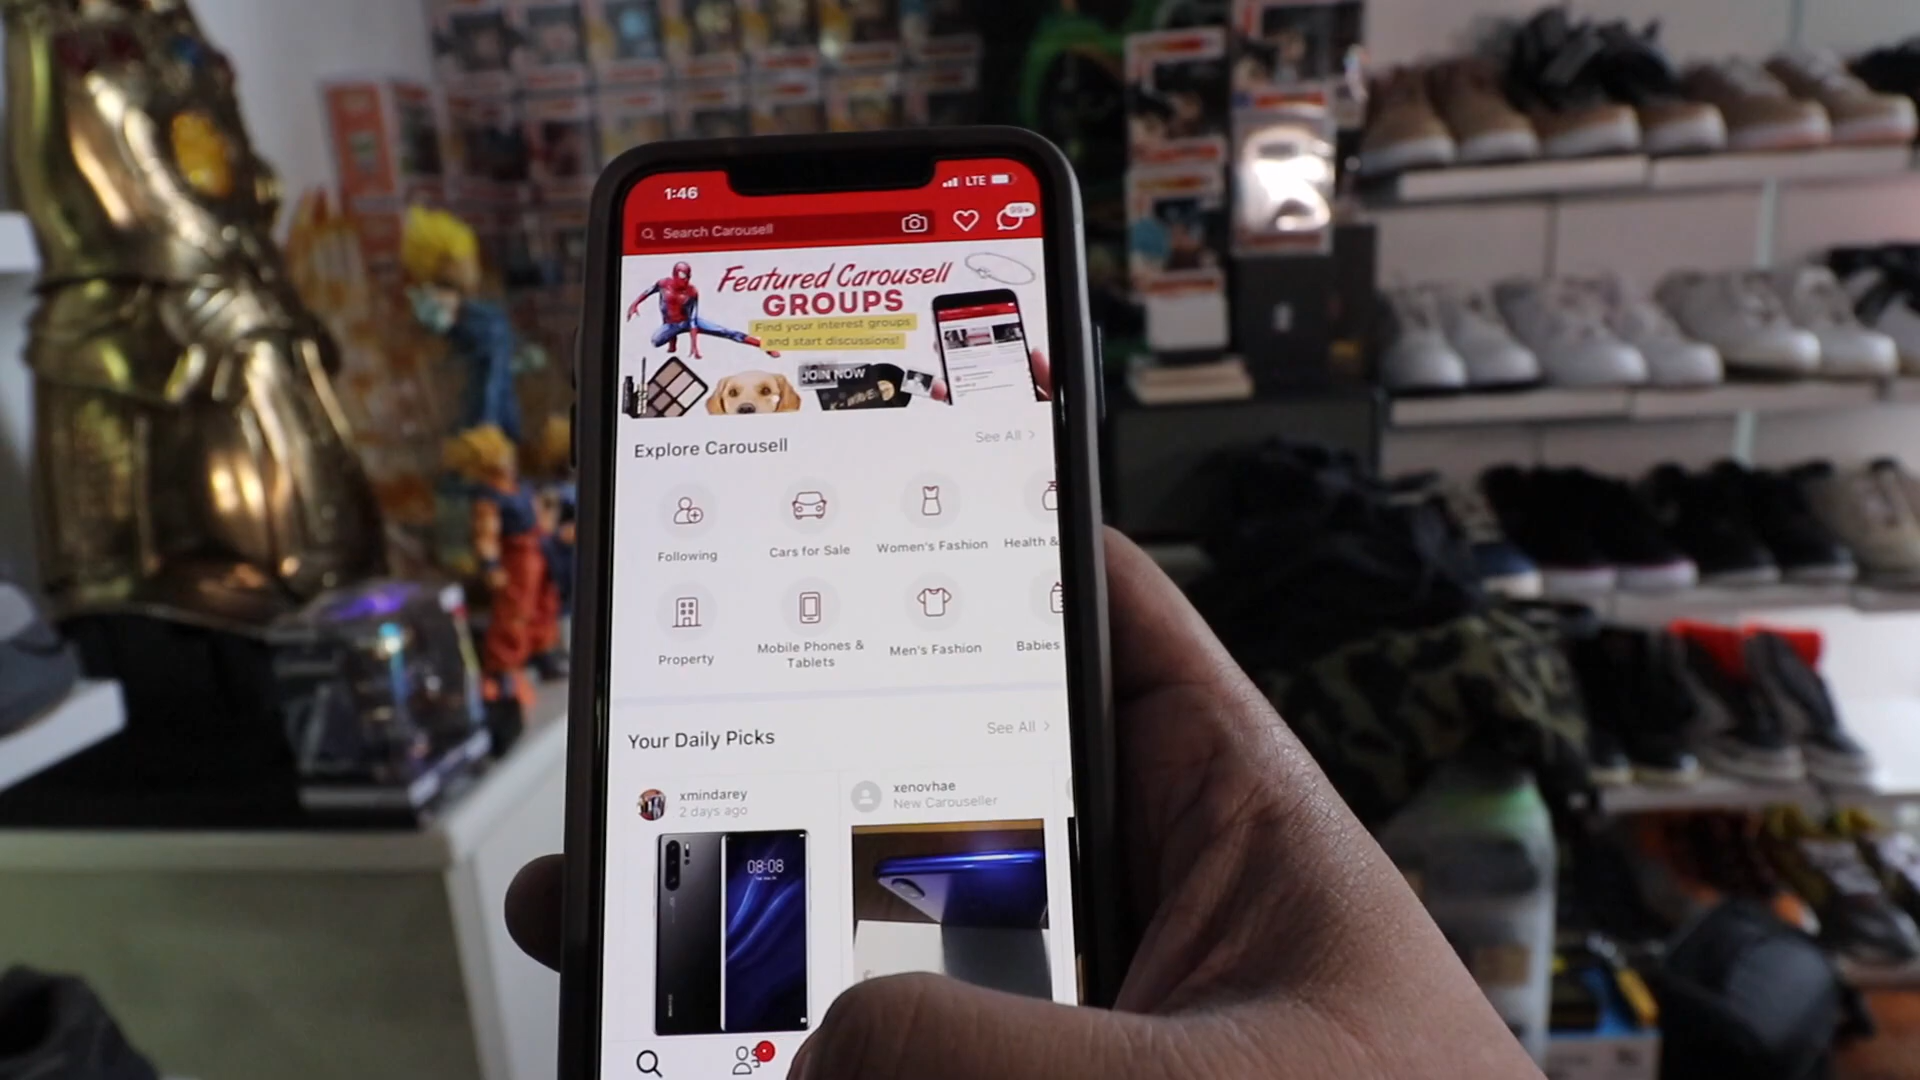 1:46
LTE
Search Carousell
99+
Featured Carousell
GROUPS
Find your interest groups
and start discussions!
JOIN NOW
Explore Carousell
See All >
Following
Cars for Sale
Women's Fashion
Health &
Property
Mobile Phones &
Tablets
Men's Fashion
Babies
Your Daily Picks
See All >
xmindarey
2 days ago
xenovhae
New Carouseller
08:08